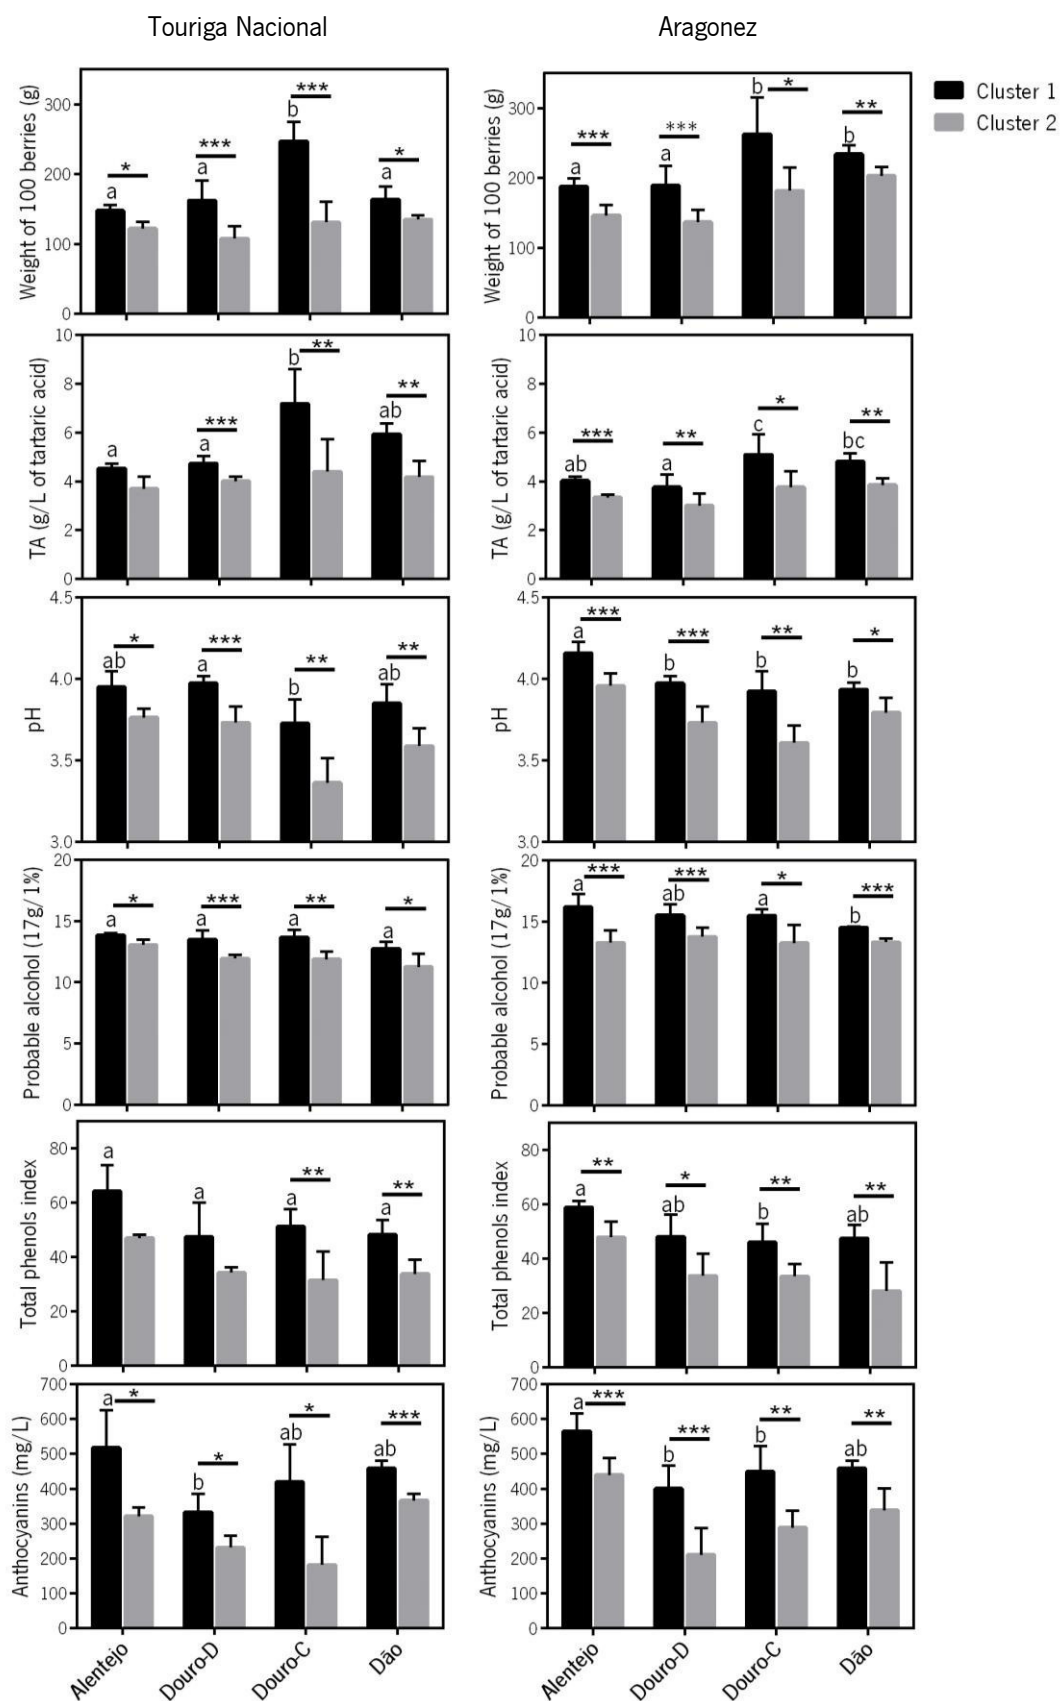 Touriga Nacional
Aragonez
Cluster 1
Cluster 2
Weight of 100 berries (g)
300
200
100
0
*
***
***
*
a
a
b
a
Weight of 100 berries (g)
300
200
100
0
***
***
*
**
a
a
b
b
TA (g/L of tartaric acid)
10
8
6
4
2
0
***
**
**
a
a
b
ab
TA (g/L of tartaric acid)
10
8
6
4
2
0
***
**
*
**
ab
a
c
bc
pH
4.5
4.0
3.5
3.0
*
***
**
**
ab
a
b
ab
pH
4.5
4.0
3.5
3.0
***
***
**
*
a
b
b
b
Probable alcohol (17g/1%)
20
15
10
5
0
*
***
**
*
a
a
a
a
Probable alcohol (17g/1%)
20
15
10
5
0
***
***
*
***
a
ab
a
b
Total phenols index
80
60
40
20
0
**
**
a
a
a
a
Total phenols index
80
60
40
20
0
**
*
**
**
a
ab
b
ab
Anthocyanins (mg/L)
700
600
500
400
300
200
100
0
*
*
*
***
a
b
ab
ab
Alentejo
Douro-D
Douro-C
Dão
Anthocyanins (mg/L)
700
600
500
400
300
200
100
0
***
***
**
**
a
b
b
ab
Alentejo
Douro-D
Douro-C
Dão